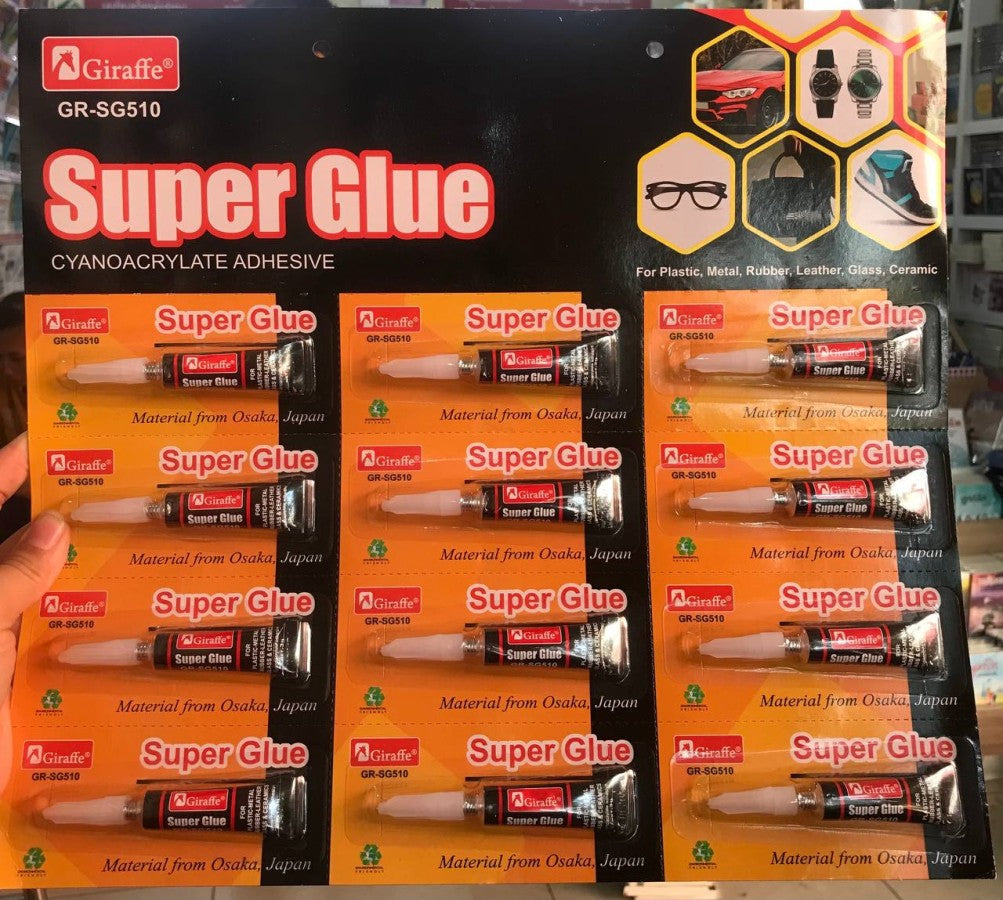 Giraffe®
GR-SG510
Super Glue
CYANOACRYLATE ADHESIVE
For Plastic, Metal, Rubber, Leather, Glass, Ceramic
Giraffe®
GR-SG510
Super Glue
Giraffe®
Super Glue
Material from Osaka, Japan
Giraffe®
GR-SG510
Super Glue
Giraffe®
Super Glue
Material from Osaka, Japan
Giraffe®
GR-SG510
Super Glue
Giraffe®
Super Glue
Material from Osaka, Japan
Giraffe®
GR-SG510
Super Glue
Giraffe®
Super Glue
Material from Osaka, Japan
Giraffe®
GR-SG510
Super Glue
Giraffe®
Super Glue
Material from Osaka, Japan
Giraffe®
GR-SG510
Super Glue
Giraffe®
Super Glue
Material from Osaka, Japan
Giraffe®
GR-SG510
Super Glue
Giraffe®
Super Glue
Material from Osaka, Japan
Giraffe®
GR-SG510
Super Glue
Giraffe®
Super Glue
Material from Osaka, Japan
Giraffe®
GR-SG510
Super Glue
Giraffe®
Super Glue
Material from Osaka, Japan
Giraffe®
GR-SG510
Super Glue
Giraffe®
Super Glue
Material from Osaka, Japan
Giraffe®
GR-SG510
Super Glue
Giraffe®
Super Glue
Material from Osaka, Japan
Giraffe®
GR-SG510
Super Glue
Giraffe®
Super Glue
Material from Osaka, Japan